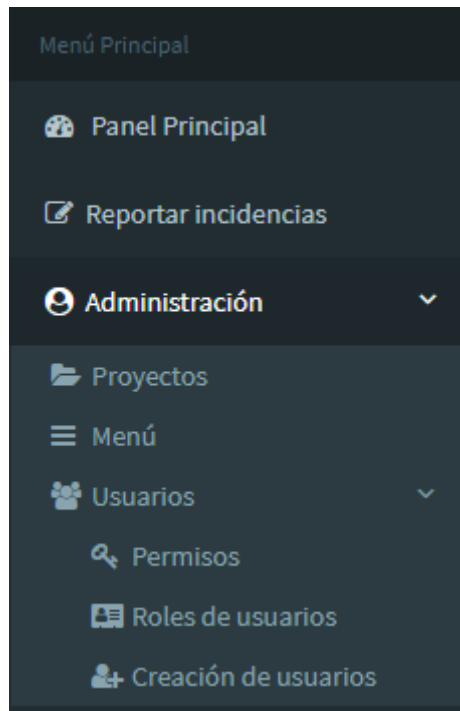 Menú Principal
Panel Principal
Reportar incidencias
Administración
Proyectos
Menú
Usuarios
Permisos
Roles de usuarios
Creación de usuarios